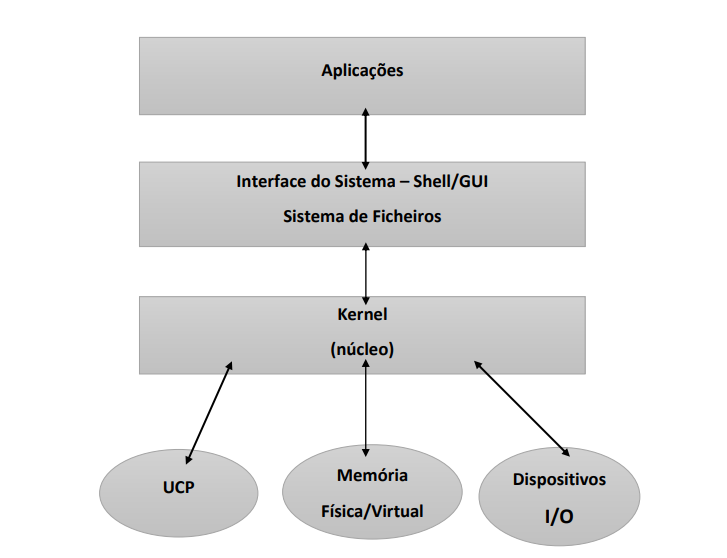 Aplicações
Interface do Sistema – Shell/GUI
Sistema de Ficheiros
Kernel
(núcleo)
UCP
Memória
Física/Virtual
Dispositivos
I/O